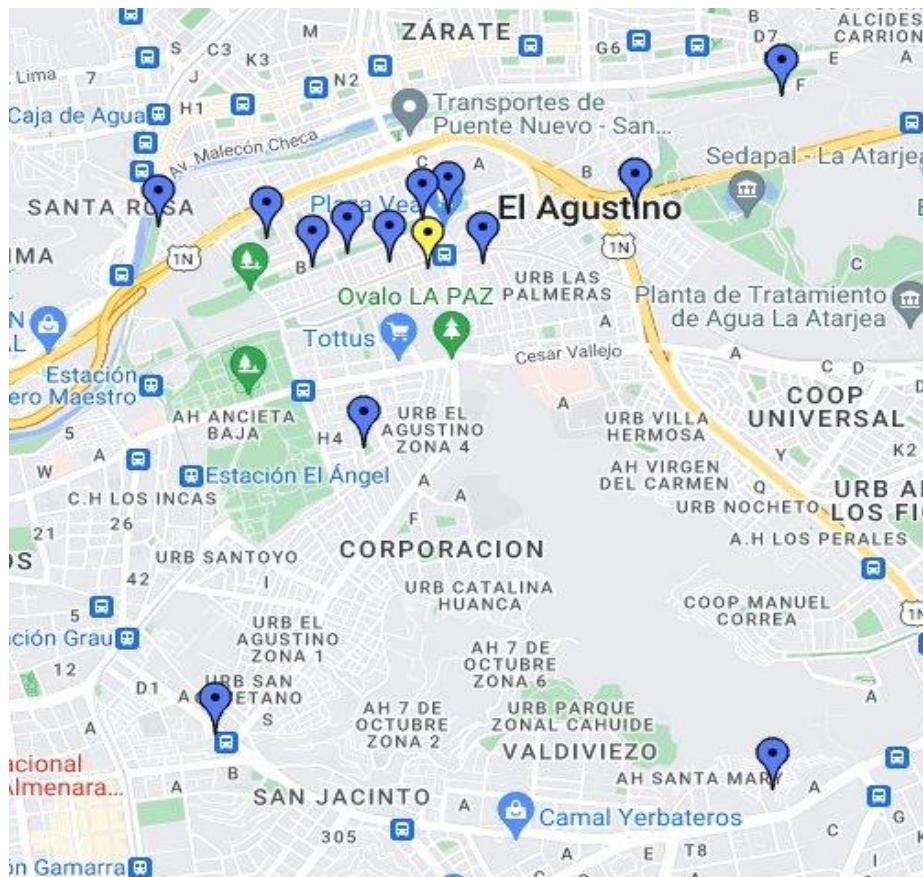 ZÁRATE
B
D7
ALCIDES
CARRION
M
S
C3
G6
E
A
K3
Lima
7
J
N2
F
H1
Caja de Agua
Transportes de
Puente Nuevo - San...
Av. Malecón Checa
C
A
B
Sedapal - La Atarjea
SANTA ROSA
Plaza Vea
El Agustino
1N
1N
IMA
B
C
URB LAS
PALMERAS
Ovalo LA PAZ
Planta de Tratamiento
de Agua La Atarjea
A
N
AL
Tottus
Cesar Vallejo
A
C
D
D
Estación
ero Maestro
COOP
UNIVERSAL
AH ANCIETA
BAJA
URB EL
AGUSTINO
ZONA 4
A
URB VILLA
HERMOSA
5
H4
A
W
Estación El Ángel
AH VIRGEN
DEL CARMEN
Y
K2
C.H LOS INCAS
A
A
Q
URB A
LOS FIC
URB NOCHETO
21
26
F
A.H LOS PERALES
OS
URB SANTOYO
CORPORACION
42
I
URB CATALINA
HUANCA
COOP MANUEL
CORREA
1N
5
ación Grau
URB EL
AGUSTINO
ZONA 1
AH 7 DE
OCTUBRE
ZONA 6
12
D1
A
URB SAN
ETANO
A
A
S
AH 7 DE
OCTUBRE
ZONA 2
URB PARQUE
ZONAL CAHUIDE
VALDIVIEZO
acional
Almenara...
A
B
AH SANTA MARY
A
SAN JACINTO
A
Camal Yerbateros
G
C
305
A
E
T8
K
A
A
ón Gamarra